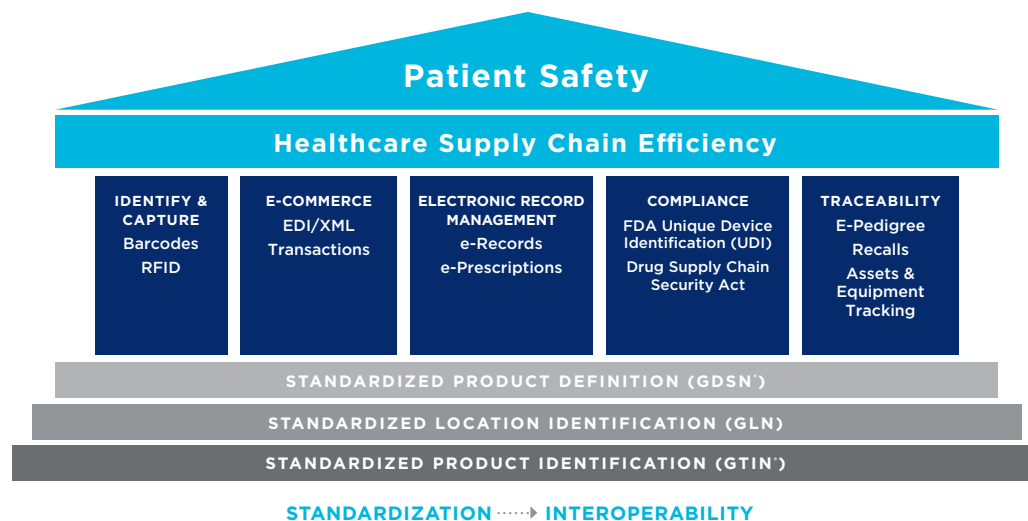 Patient Safety
Healthcare Supply Chain Efficiency
IDENTIFY &
CAPTURE
Barcodes
RFID
E-COMMERCE
EDI/XML
Transactions
ELECTRONIC RECORD
MANAGEMENT
e-Records
e-Prescriptions
COMPLIANCE
FDA Unique Device
Identification (UDI)
Drug Supply Chain
Security Act
TRACEABILITY
E-Pedigree
Recalls
Assets &
Equipment
Tracking
STANDARDIZED PRODUCT DEFINITION (GDSN®)
STANDARDIZED LOCATION IDENTIFICATION (GLN)
STANDARDIZED PRODUCT IDENTIFICATION (GTIN®)
STANDARDIZATION ······▶ INTEROPERABILITY